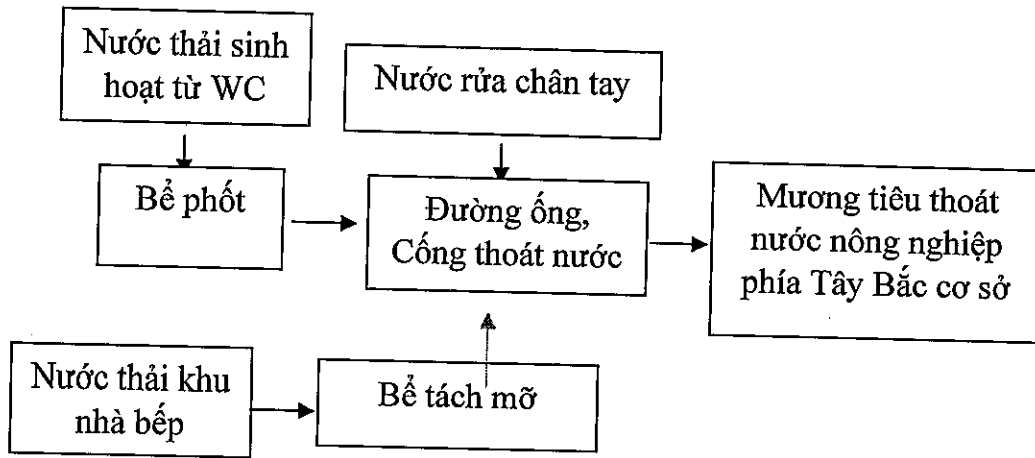 Nước thải sinh
hoạt từ WC
Nước rửa chân tay
Bể phốt
Đường ống,
Cống thoát nước
Mương tiêu thoát
nước nông nghiệp
phía Tây Bắc cơ sở
Nước thải khu
nhà bếp
Bể tách mỡ